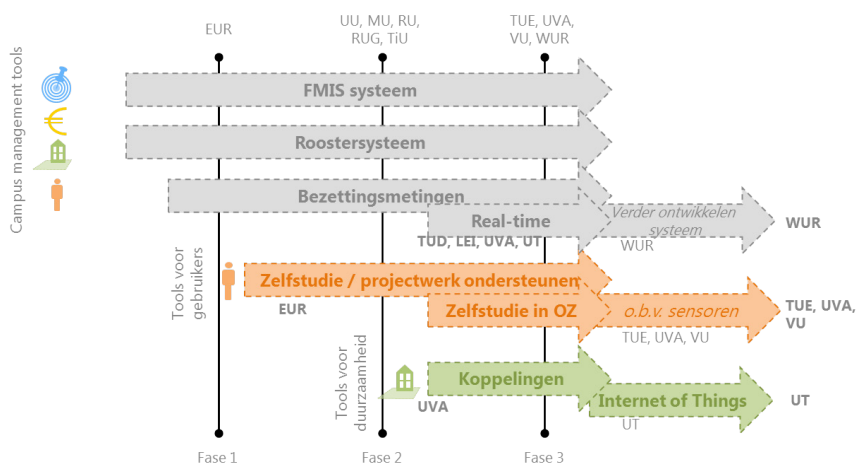 EUR
UU, MU, RU,
RUG, TiU
TUE, UVA,
VU, WUR
Campus management tools
FMIS systeem
Roostersysteem
Bezettingsmetingen
Real-time
Verder ontwikkelen
systeem
WUR
TUD, LEI, UVA, UT
WUR
Tools voor
gebruikers
Zelfstudie / projectwerk ondersteunen
EUR
Zelfstudie in OZ
o.b.v. sensoren
TUE, UVA,
VU
TUE, UVA, VU
Tools voor
duurzaamheid
Koppelingen
UVA
Internet of Things
UT
UT
Fase 1
Fase 2
Fase 3